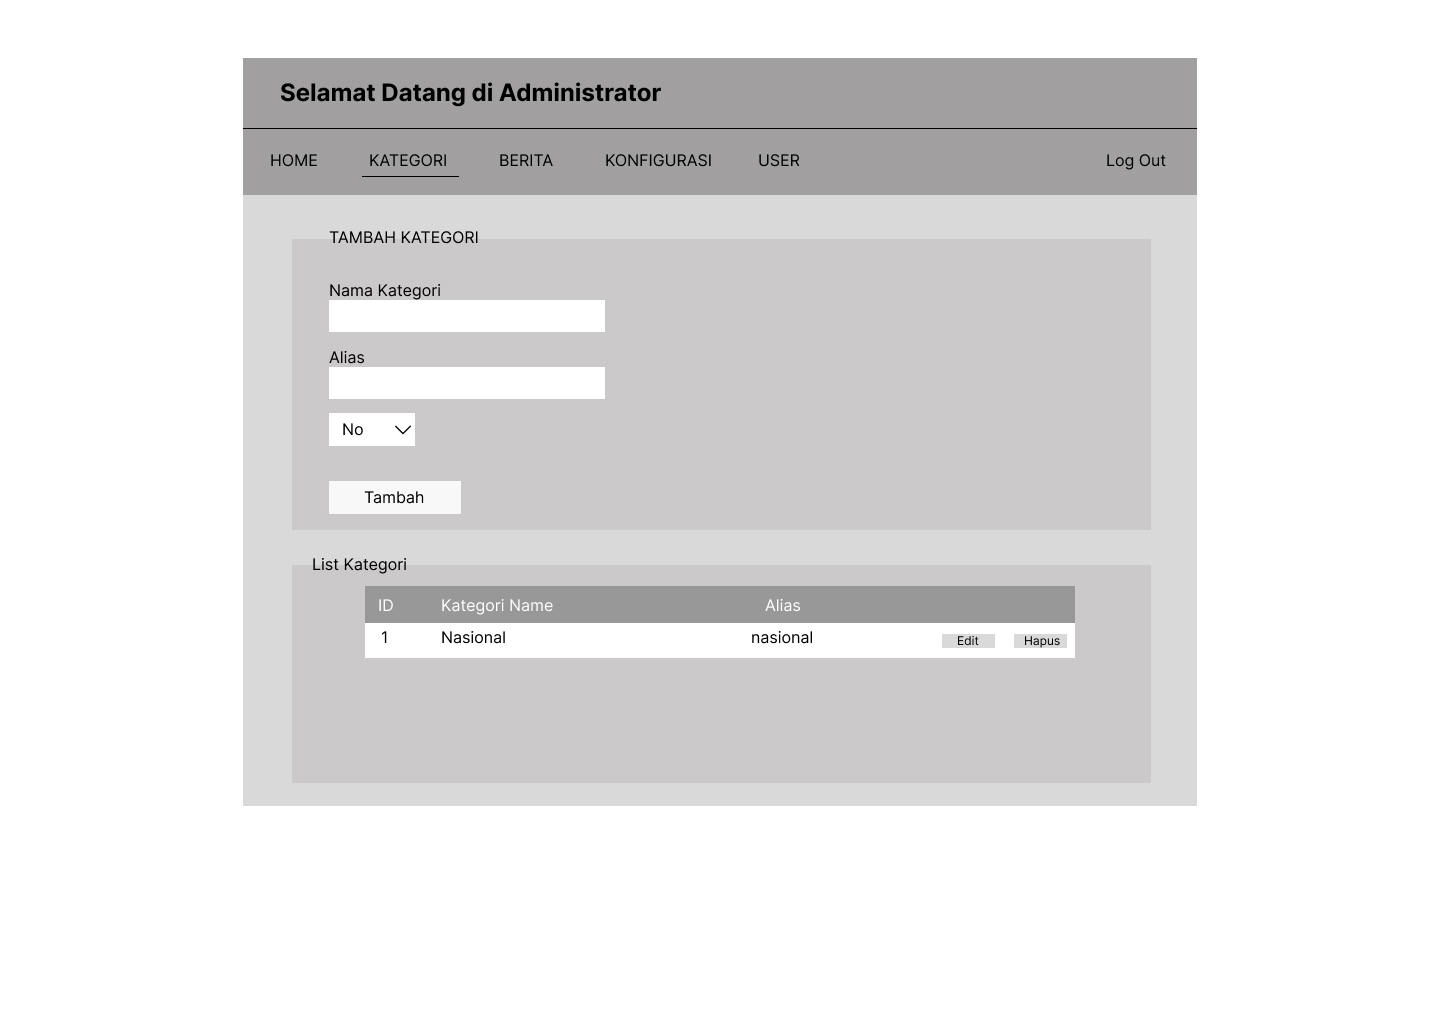 Selamat Datang di Administrator
HOME KATEGORI BERITA KONFIGURASI USER Log Out
TAMBAH KATEGORI
Nama Kategori
Alias
No
Tambah
List Kategori
ID Kategori Name Alias
1 Nasional nasional Edit Hapus